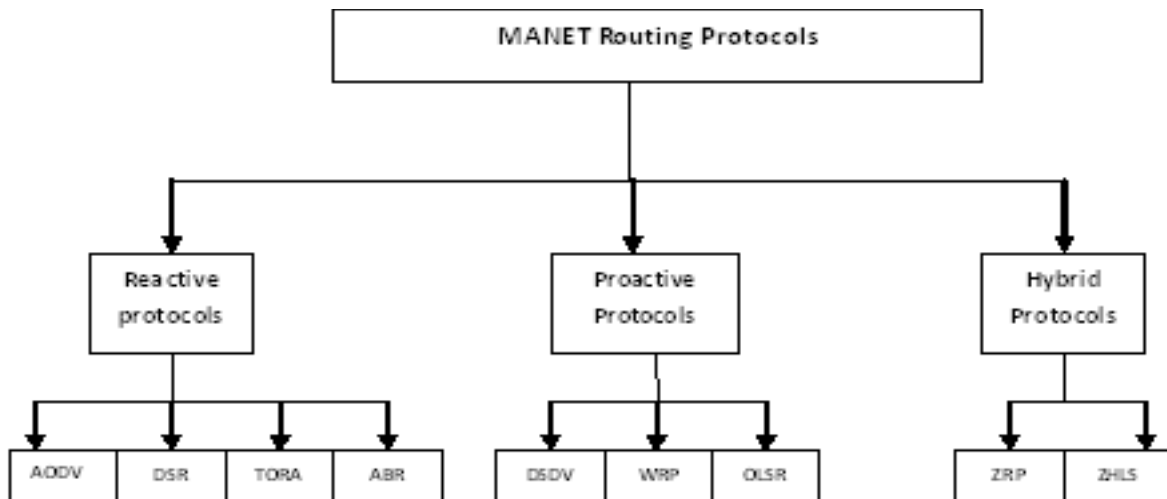 MANET Routing Protocols
Reactive
protocols
Proactive
Protocols
Hybrid
Protocols
AODV
DSR
TORA
ABR
DSDV
WRP
OLSR
ZRP
ZHLS